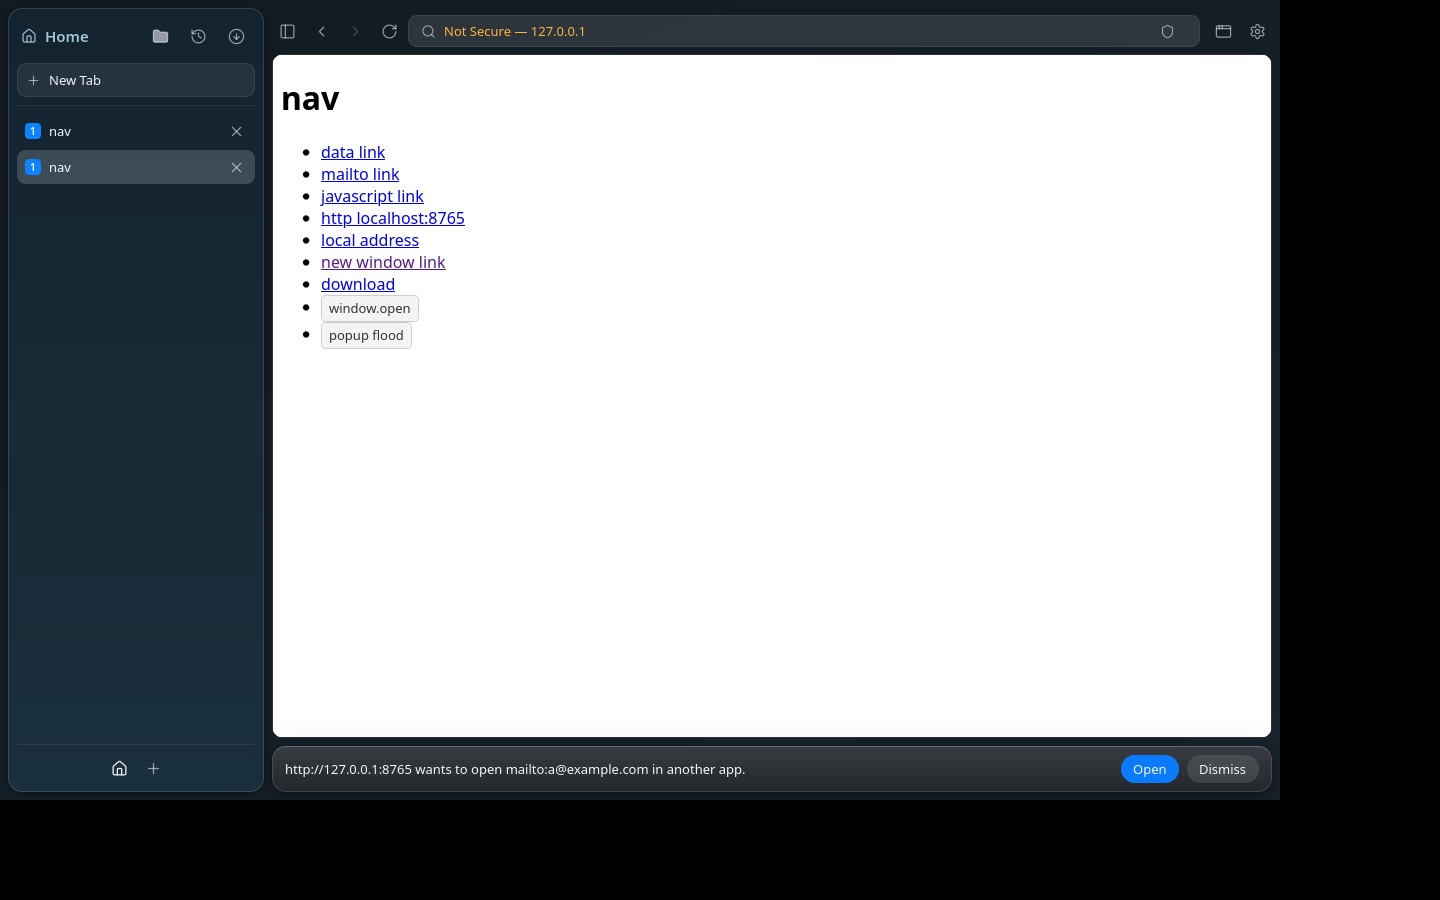 Home
New Tab
1 nav
1 nav
Not Secure — 127.0.0.1
nav
data link
mailto link
javascript link
http localhost:8765
local address
new window link
download
window.open
popup flood
http://127.0.0.1:8765 wants to open mailto:a@example.com in another app.
Open
Dismiss